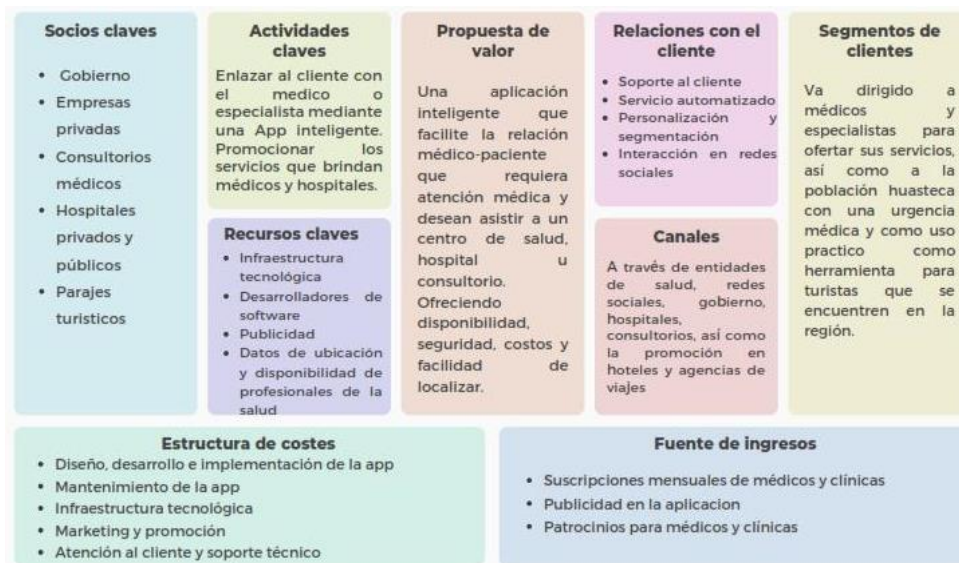 Socios claves
• Gobierno
• Empresas
privadas
• Consultorios
médicos
• Hospitales
privados y
públicos
• Parajes
turisticos
Actividades
claves
Enlazar al cliente con
el medico o
especialista mediante
una App inteligente.
Promocionar los
servicios que brindan
médicos y hospitales.
Recursos claves
• Infraestructura
tecnológica
• Desarrolladores de
software
• Publicidad
• Datos de ubicación
y disponibilidad de
profesionales de la
salud
Propuesta de
valor
Una aplicación
inteligente que
facilite la relación
médico-paciente
que requiera
atención médica y
desean asistir a un
centro de salud,
hospital u
consultorio.
Ofreciendo
disponibilidad,
seguridad, costos y
facilidad de
localizar.
Relaciones con el
cliente
• Soporte al cliente
• Servicio automatizado
• Personalización y
segmentación
• Interacción en redes
sociales
Canales
A través de entidades
de salud, redes
sociales, gobierno,
hospitales,
consultorios, así como
la promoción en
hoteles y agencias de
viajes
Segmentos de
clientes
Va dirigido a
médicos y
especialistas para
ofertar sus servicios,
así como a la
población huasteca
con una urgencia
médica y como uso
practico como
herramienta para
turistas que se
encuentren en la
región.
Estructura de costes
• Diseño, desarrollo e implementación de la app
• Mantenimiento de la app
• Infraestructura tecnológica
• Marketing y promoción
• Atención al cliente y soporte técnico
Fuente de ingresos
• Suscripciones mensuales de médicos y clínicas
• Publicidad en la aplicacion
• Patrocinios para médicos y clínicas